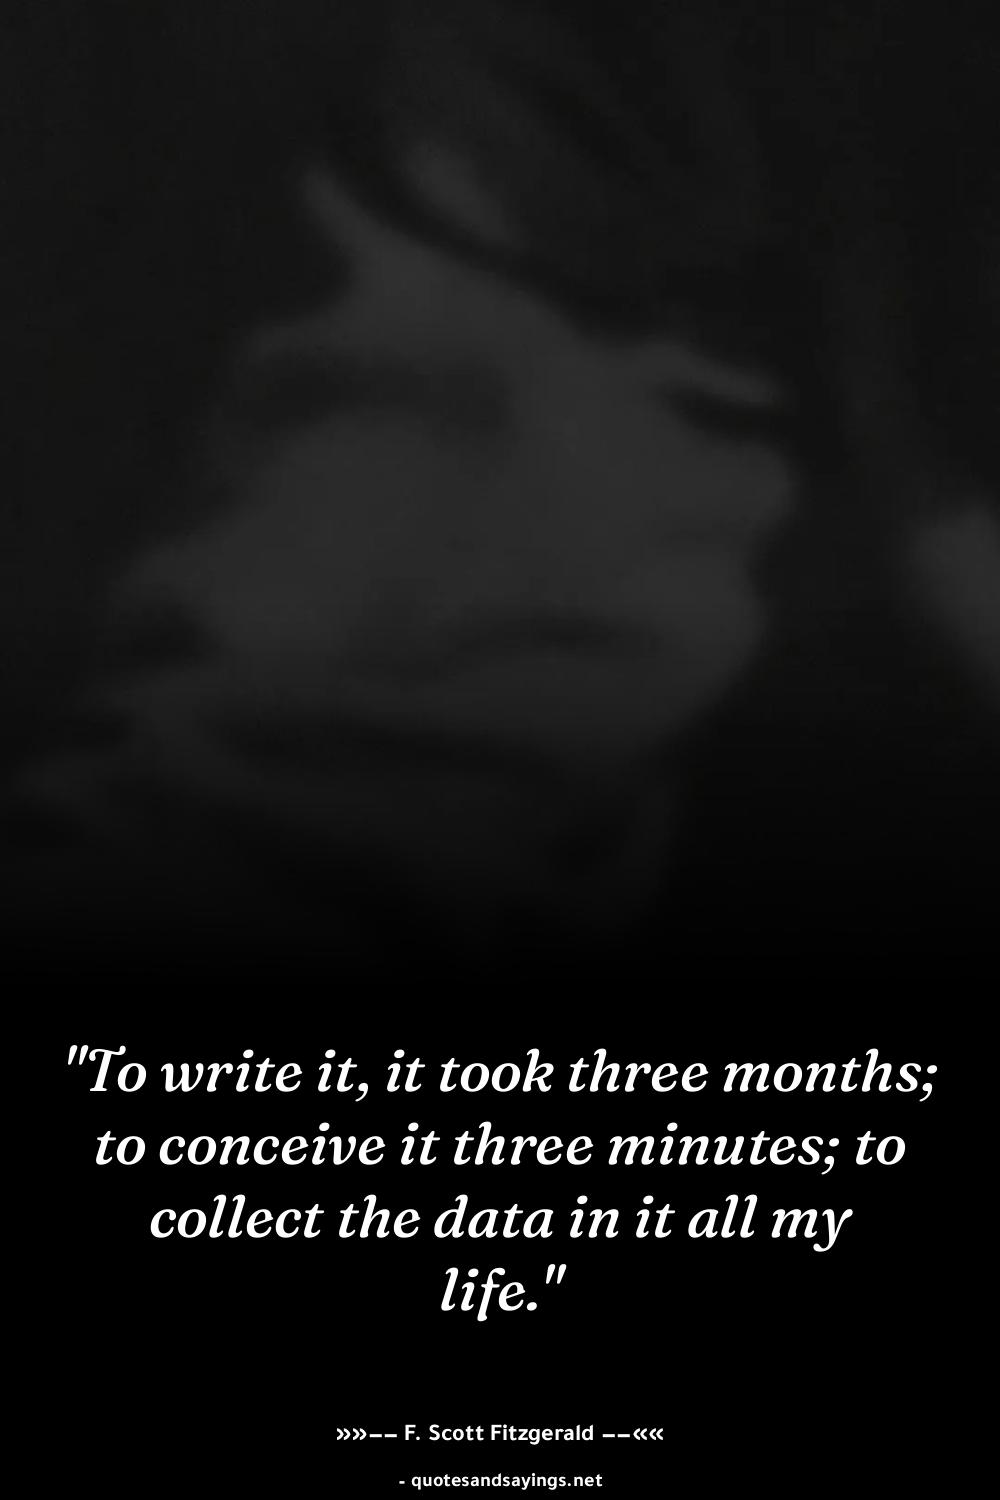 "To write it, it took three months;
to conceive it three minutes; to
collect the data in it all my
life."
»»−− F. Scott Fitzgerald −−««
- quotesandsayings.net